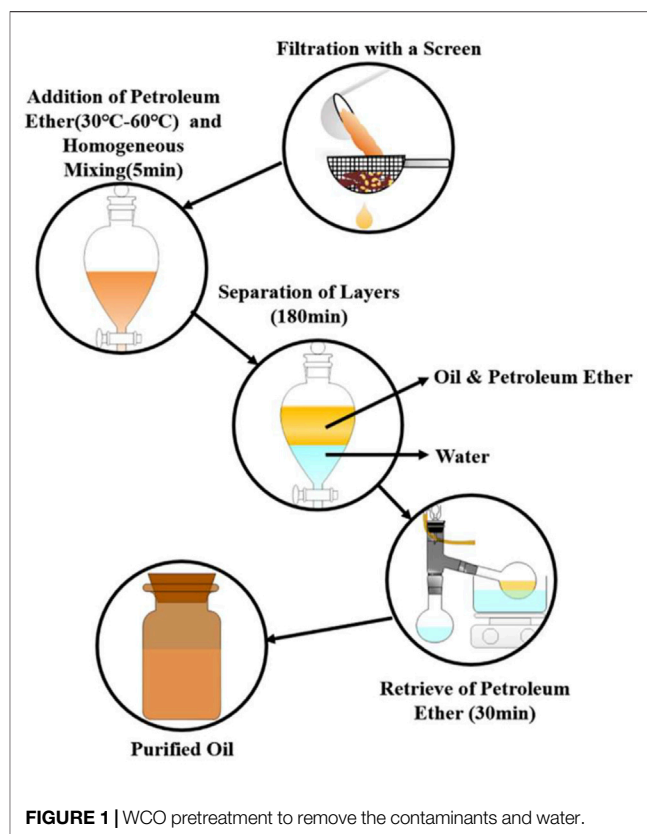 Filtration with a Screen
Addition of Petroleum
Ether(30°C-60°C) and
Homogeneous
Mixing(5min)
Separation of Layers
(180min)
Oil & Petroleum Ether
Water
Retrieve of Petroleum
Ether (30min)
Purified Oil
FIGURE 1 | WCO pretreatment to remove the contaminants and water.